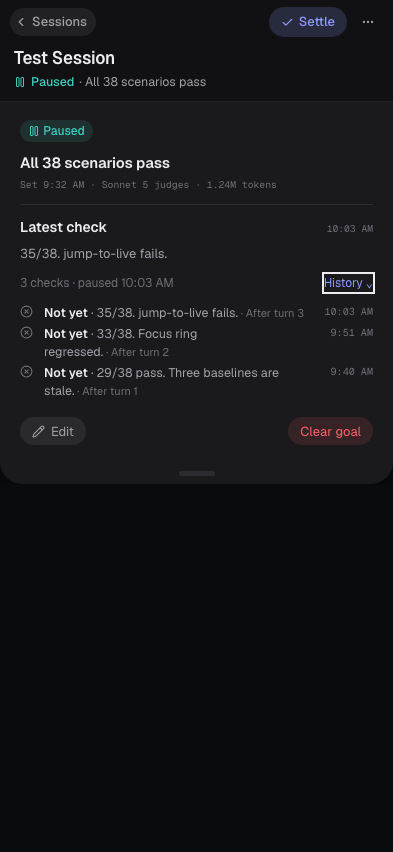 Sessions
Settle
Test Session
Paused · All 38 scenarios pass
Paused
All 38 scenarios pass
Set 9:32 AM · Sonnet 5 judges · 1.24M tokens
Latest check 10:03 AM
35/38. jump-to-live fails.
3 checks · paused 10:03 AM History
Not yet · 35/38. jump-to-live fails. · After turn 3 10:03 AM
Not yet · 33/38. Focus ring 9:51 AM
regressed. · After turn 2
Not yet · 29/38 pass. Three baselines are 9:40 AM
stale. · After turn 1
Edit
Clear goal